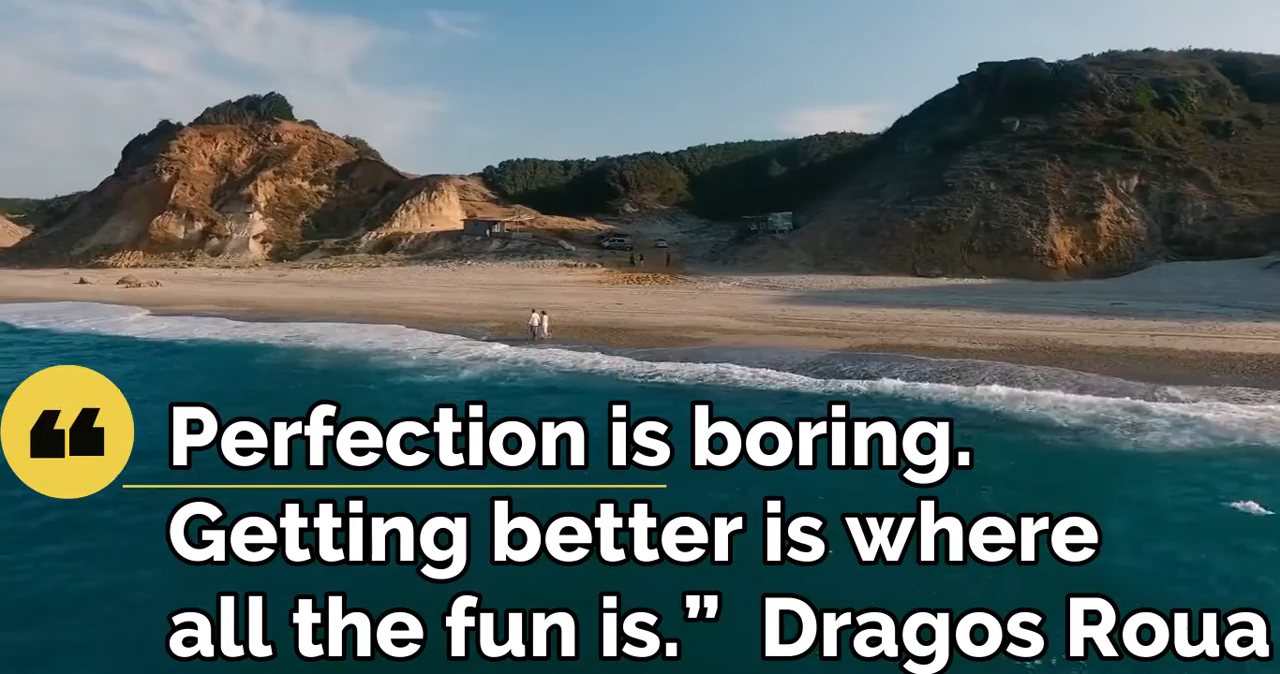 “Perfection is boring.
Getting better is where
all the fun is.” Dragos Roua